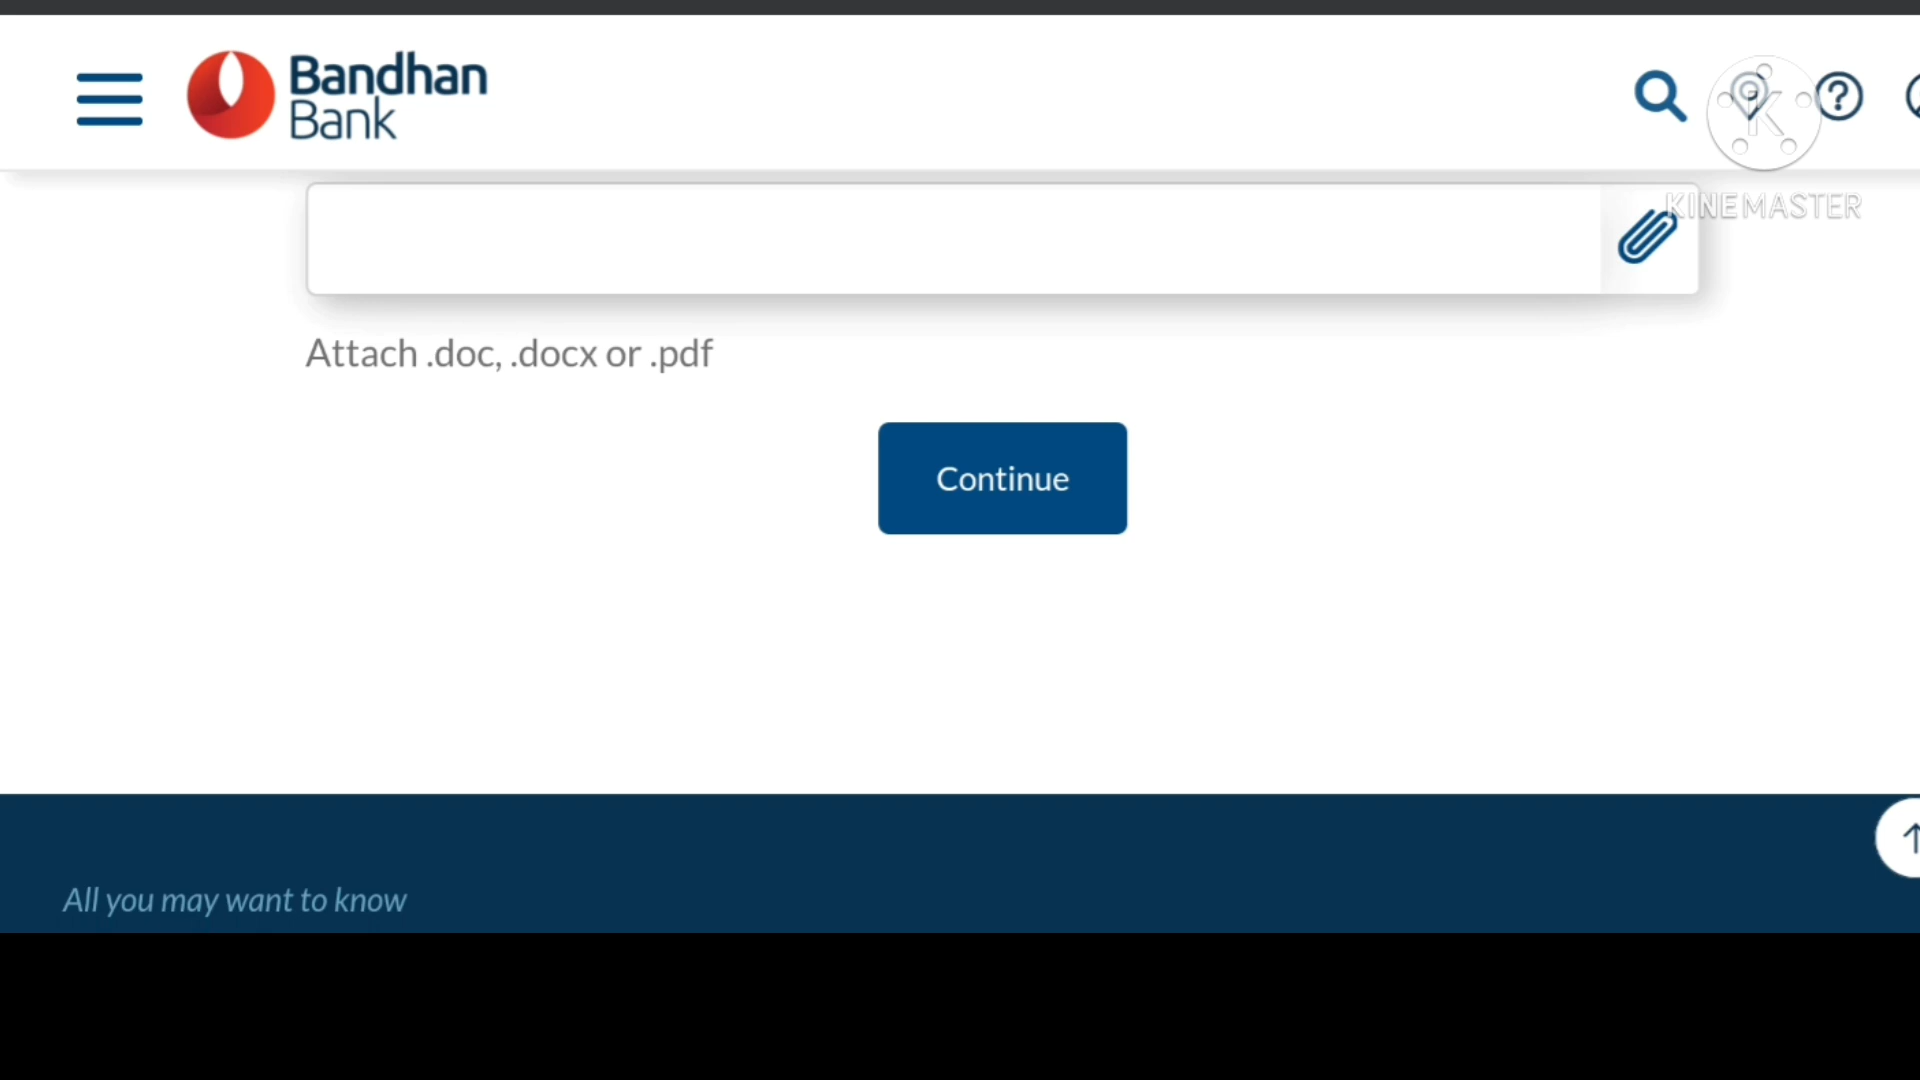 Bandhan
Bank
KINEMASTER
Attach .doc, .docx or .pdf
Continue
All you may want to know